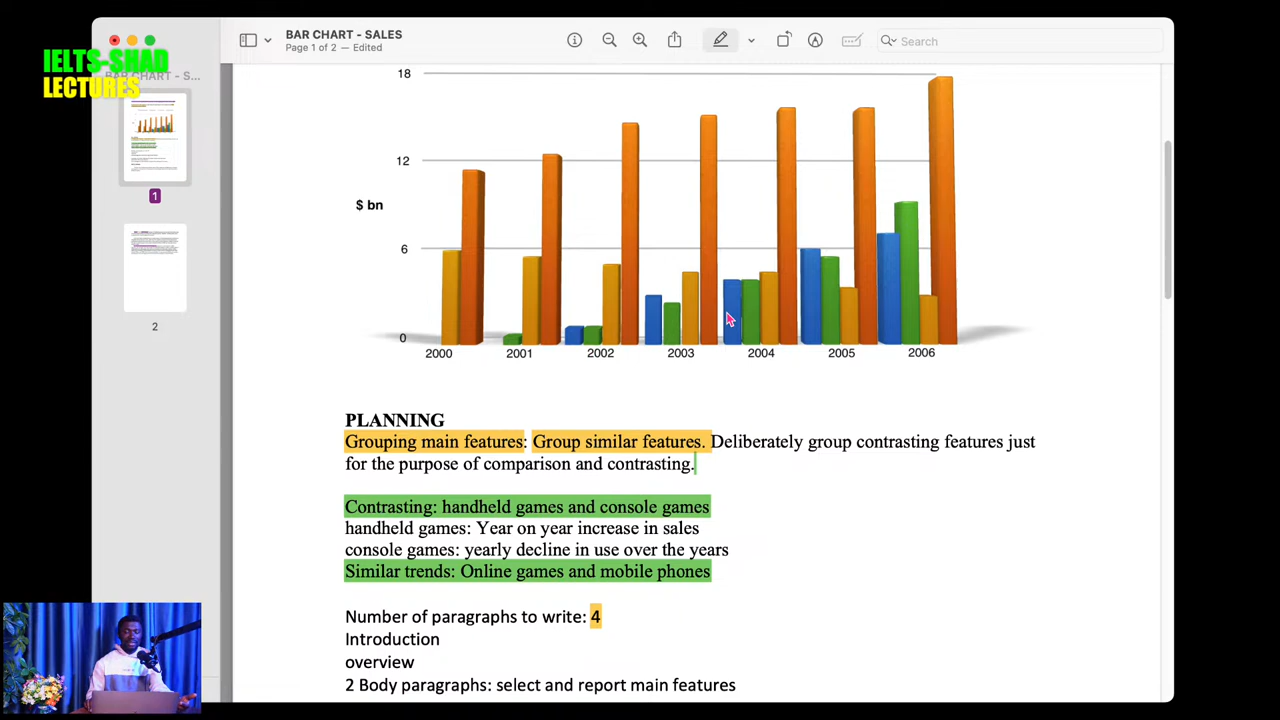 BAR CHART - SALES
Page 1 of 2 — Edited
Search
IELTS-SHAD
LECTURES
BAR CHART - S...
1
2
18
12
$ bn
6
0
2000 2001 2002 2003 2004 2005 2006
PLANNING
Grouping main features: Group similar features. Deliberately group contrasting features just
for the purpose of comparison and contrasting.
Contrasting: handheld games and console games
handheld games: Year on year increase in sales
console games: yearly decline in use over the years
Similar trends: Online games and mobile phones
Number of paragraphs to write: 4
Introduction
overview
2 Body paragraphs: select and report main features